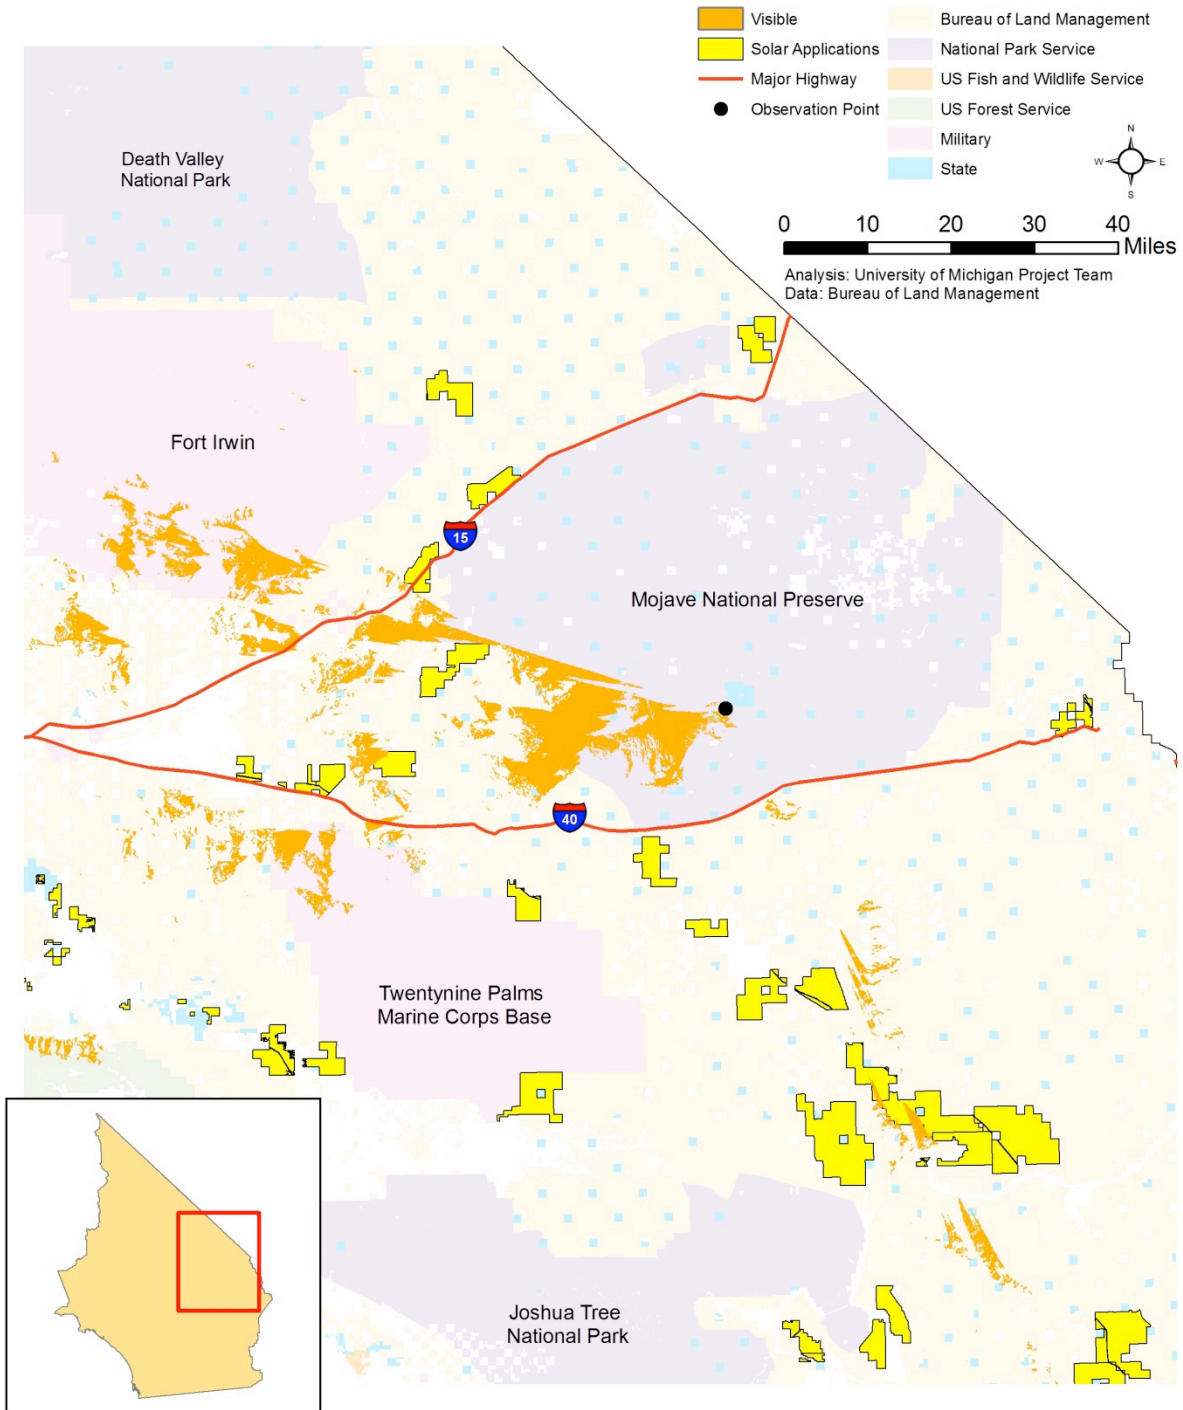 Visible
Solar Applications
Major Highway
Observation Point
Bureau of Land Management
National Park Service
US Fish and Wildlife Service
US Forest Service
Military
State
N
W E
S
0 10 20 30 40
Miles
Analysis: University of Michigan Project Team
Data: Bureau of Land Management
Death Valley
National Park
Fort Irwin
15
Mojave National Preserve
40
Twentynine Palms
Marine Corps Base
Joshua Tree
National Park